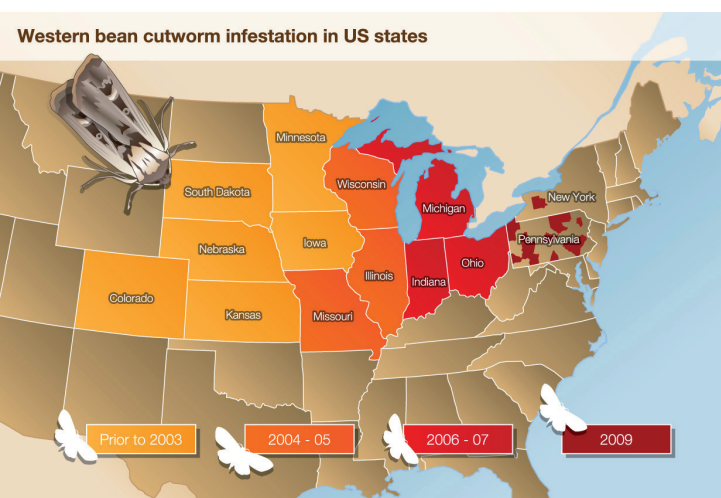 Western bean cutworm infestation in US states
Minnesota
South Dakota
Wisconsin
Michigan
New York
Nebraska
Iowa
Pennsylvania
Colorado
Kansas
Missouri
Illinois
Indiana
Ohio
Prior to 2003
2004 - 05
2006 - 07
2009